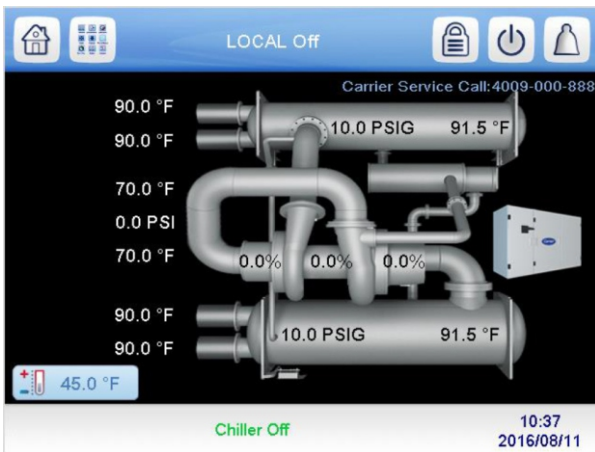 LOCAL Off
Carrier Service Call:4009-000-888
90.0 °F
10.0 PSIG 91.5 °F
90.0 °F
70.0 °F
0.0 PSI
70.0 °F
0.0% 0.0% 0.0%
90.0 °F
10.0 PSIG 91.5 °F
90.0 °F
45.0 °F
Chiller Off
10:37
2016/08/11